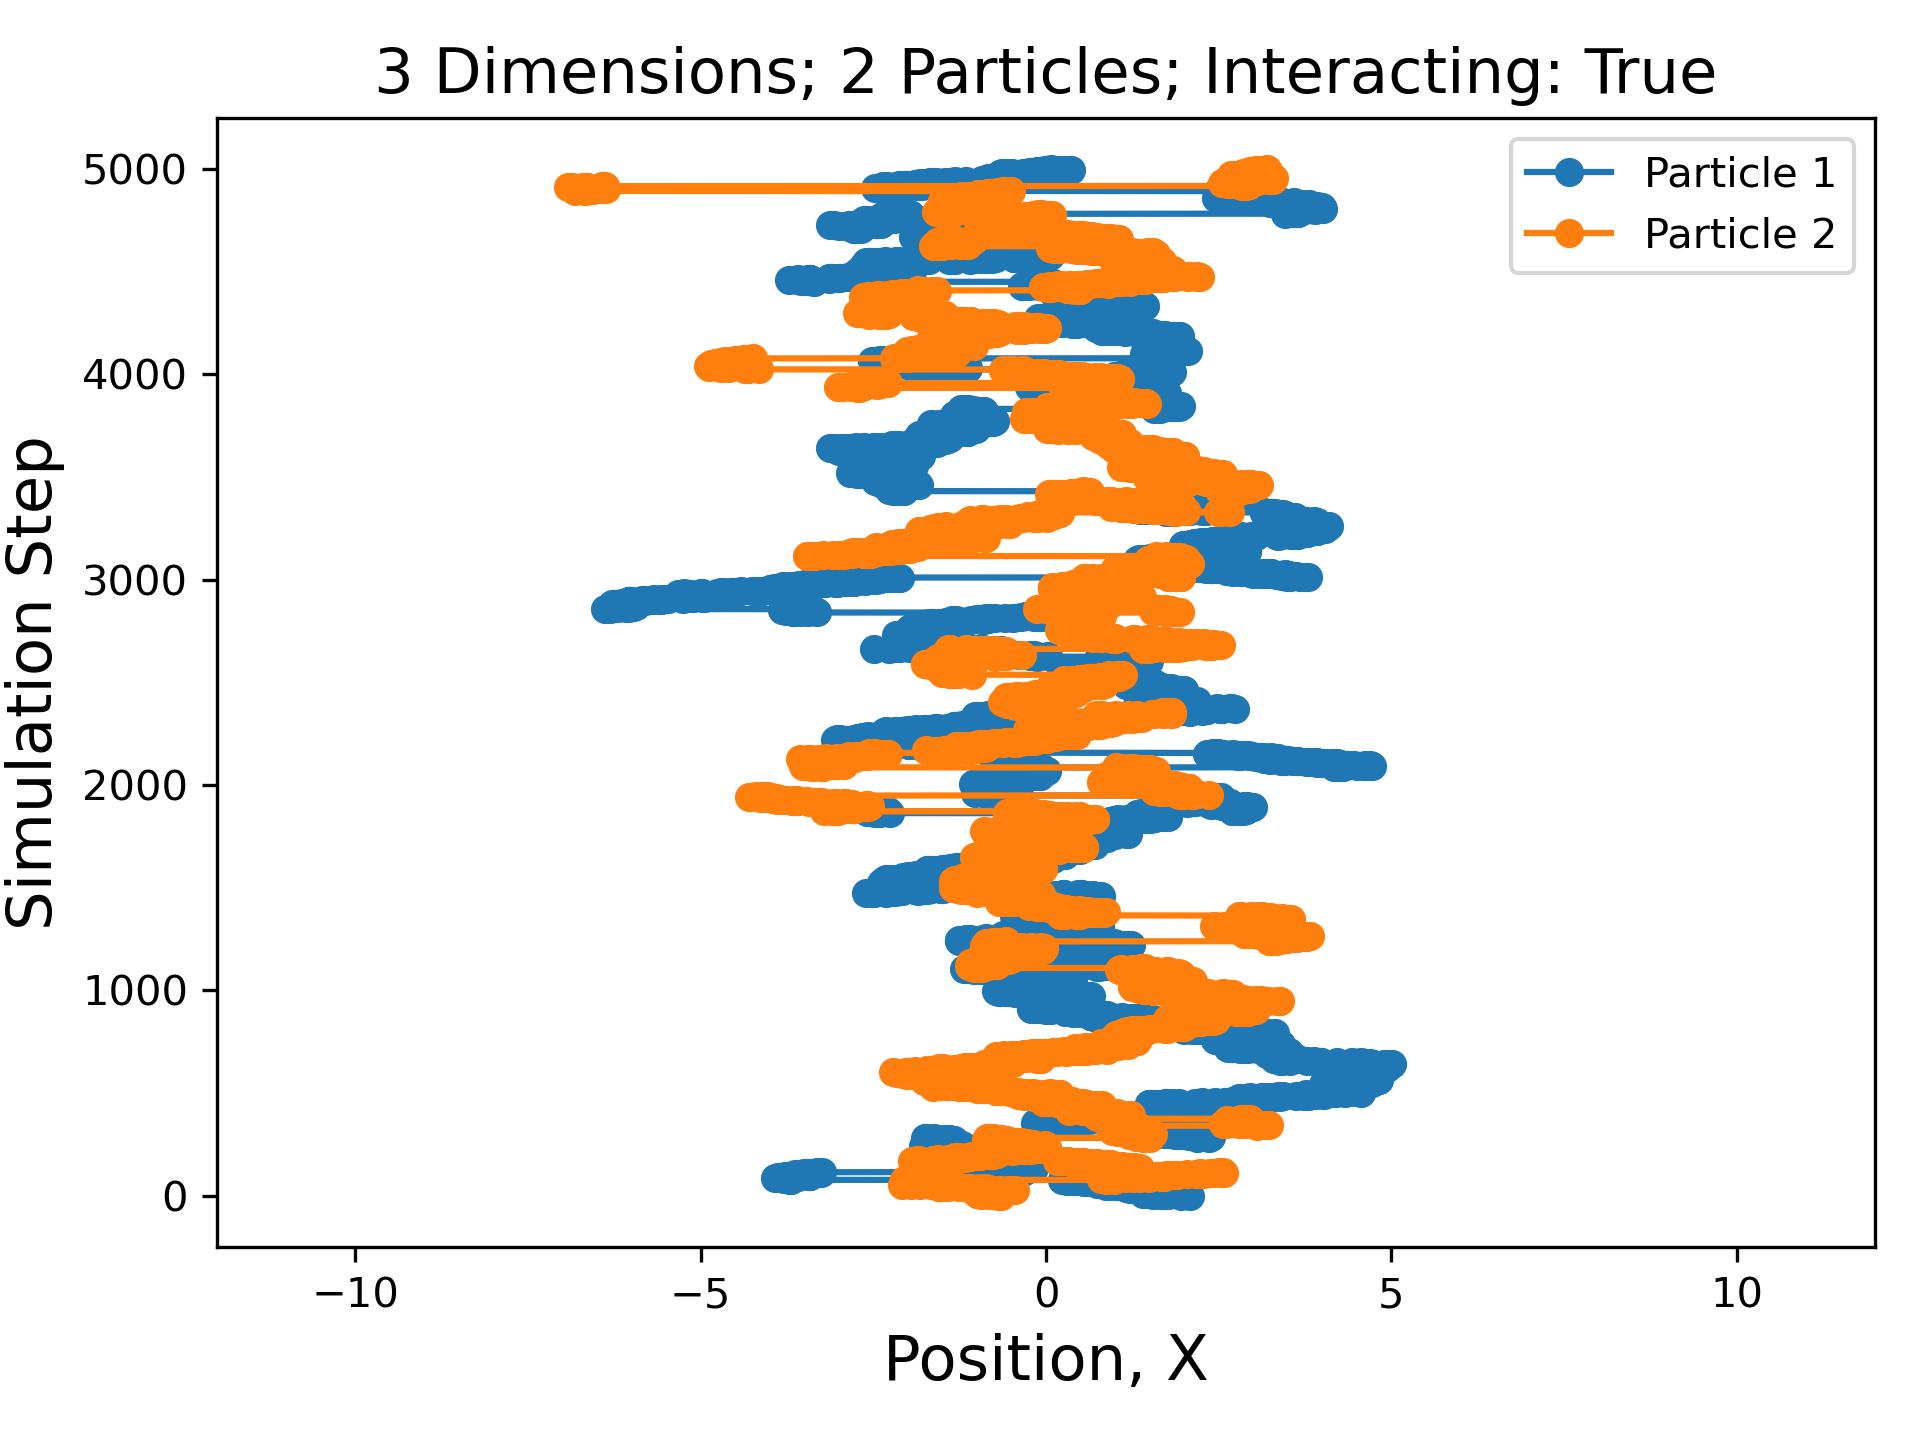 3 Dimensions; 2 Particles; Interacting: True
Particle 1
Particle 2
5000
4000
3000
2000
1000
0
Simulation Step
−10
−5
0
5
10
Position, X